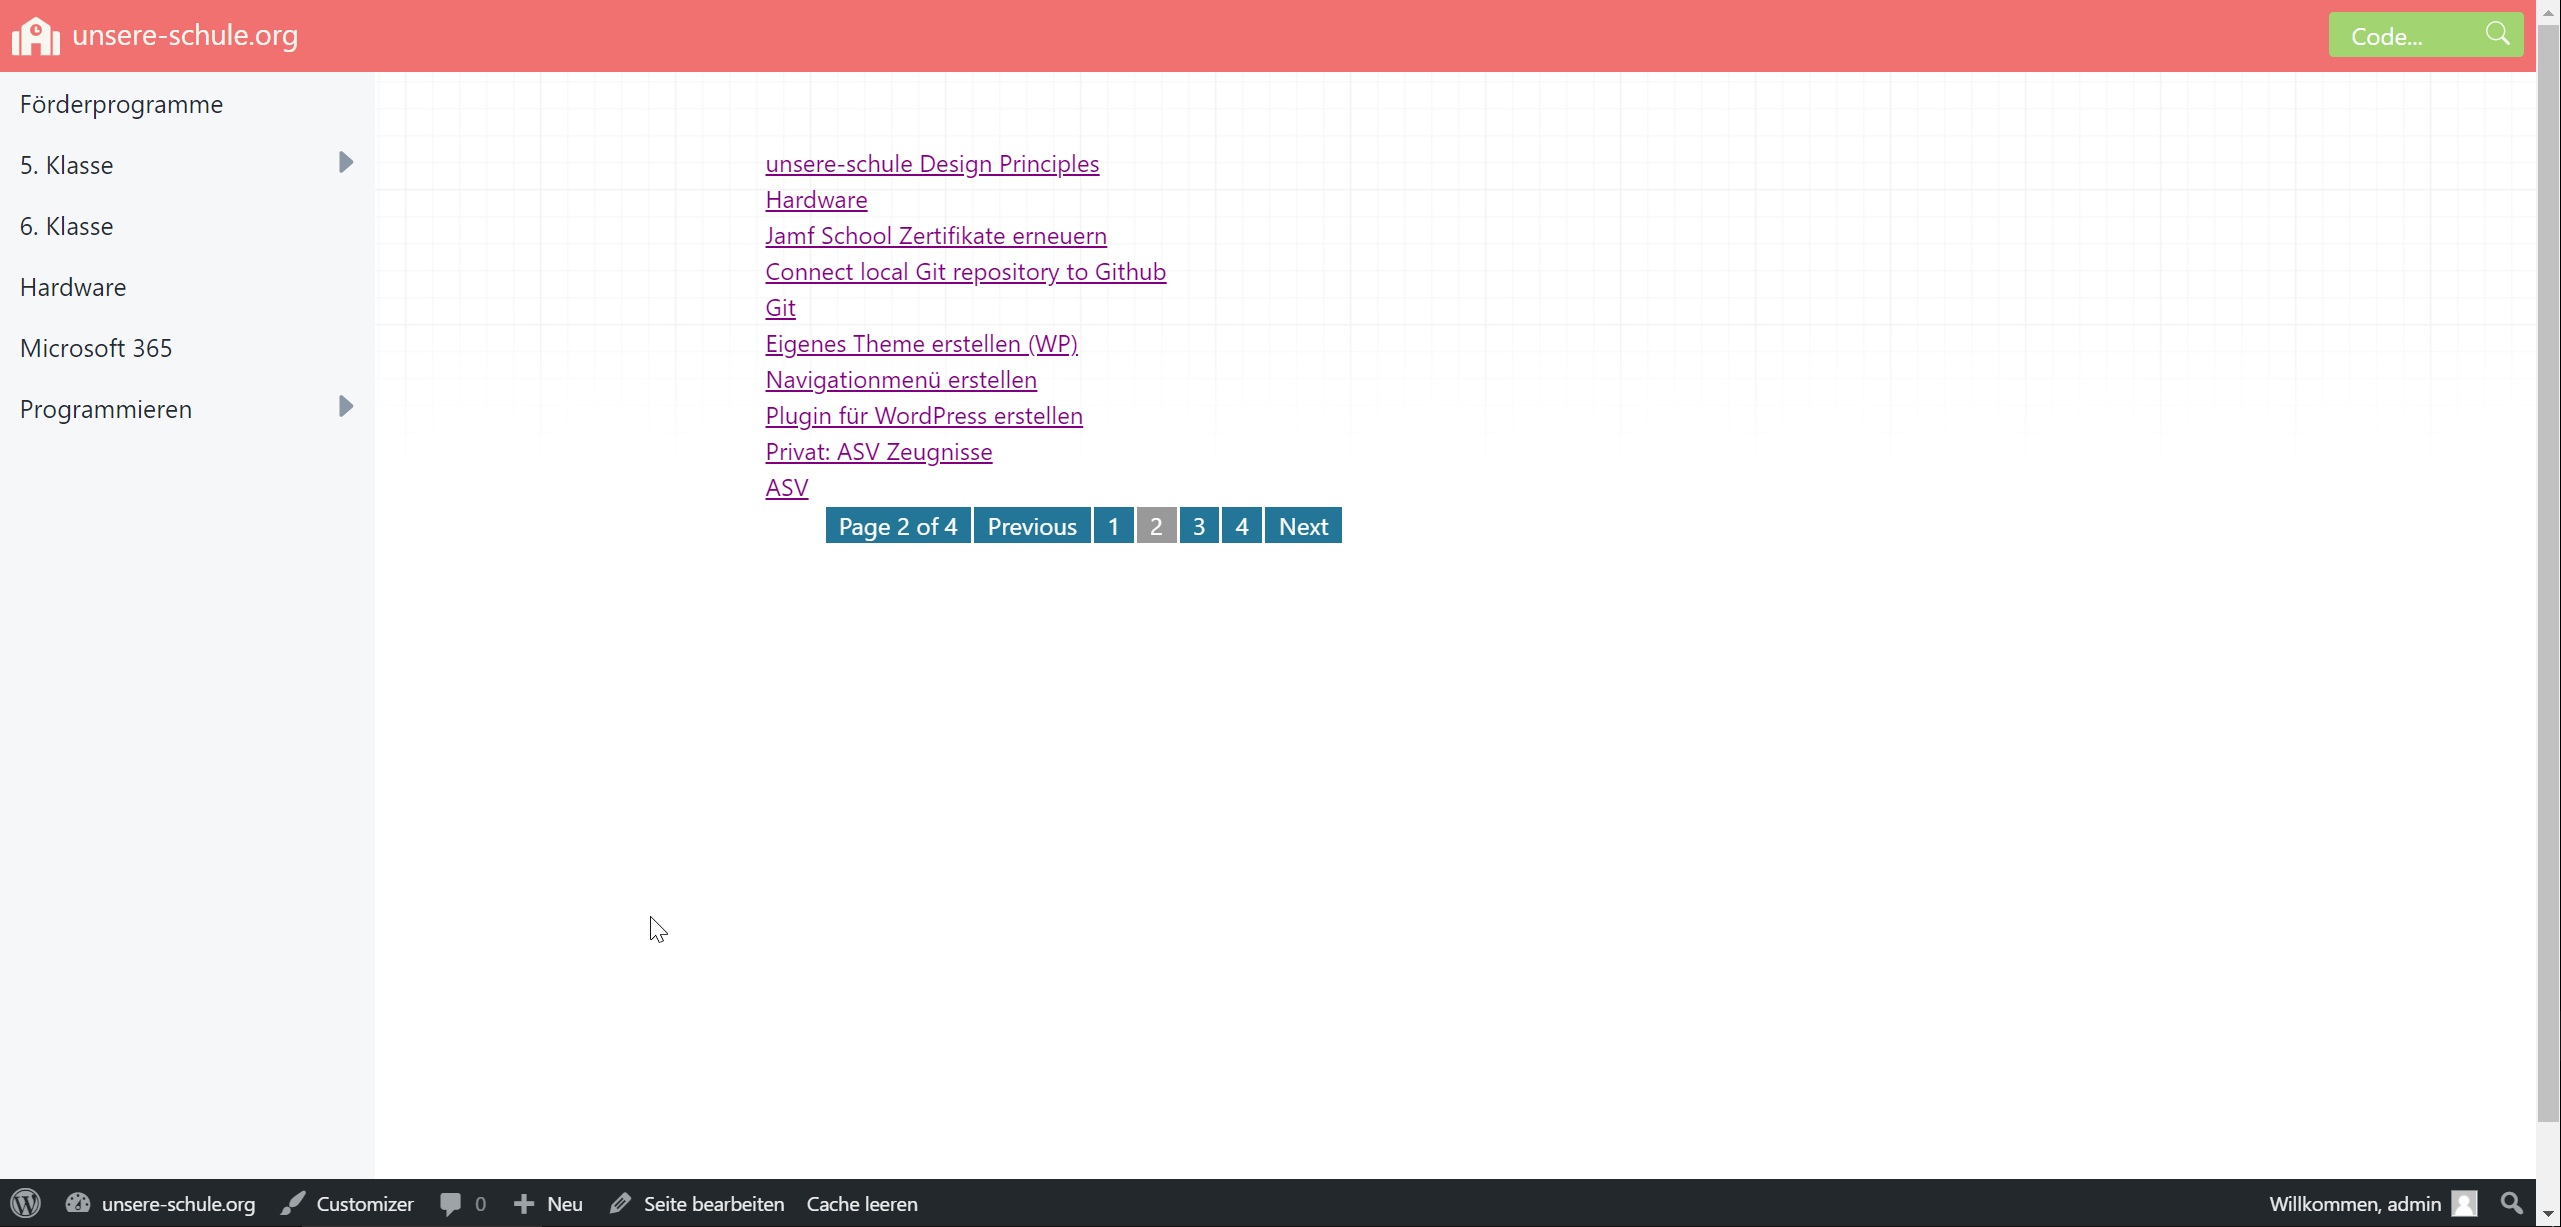 unsere-schule.org
Code...
Förderprogramme
5. Klasse
6. Klasse
Hardware
Microsoft 365
Programmieren
unsere-schule Design Principles
Hardware
Jamf School Zertifikate erneuern
Connect local Git repository to Github
Git
Eigenes Theme erstellen (WP)
Navigationmenü erstellen
Plugin für WordPress erstellen
Privat: ASV Zeugnisse
ASV
Page 2 of 4 Previous 1 2 3 4 Next
unsere-schule.org Customizer 0 Neu Seite bearbeiten Cache leeren Willkommen, admin